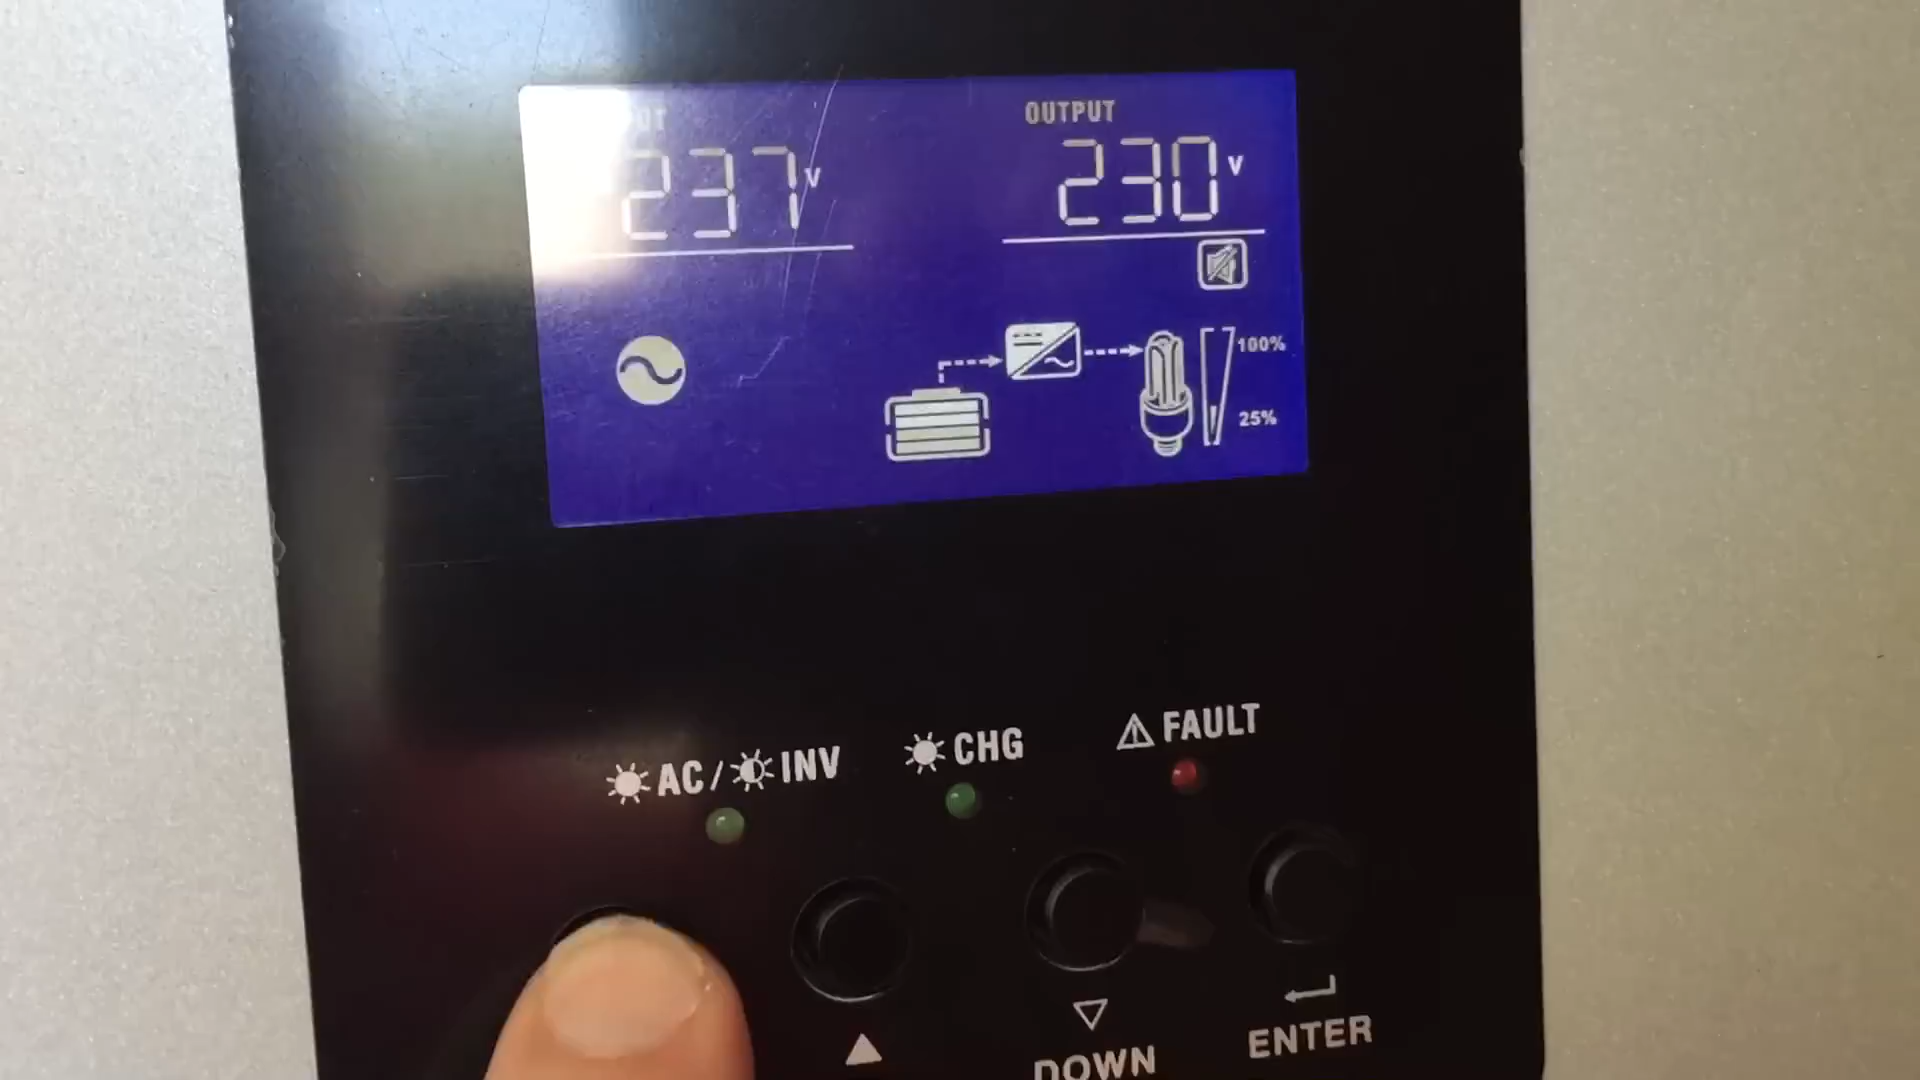 OUTPUT
237V
230V
100%
25%
AC/ INV
CHG
FAULT
DOWN
ENTER